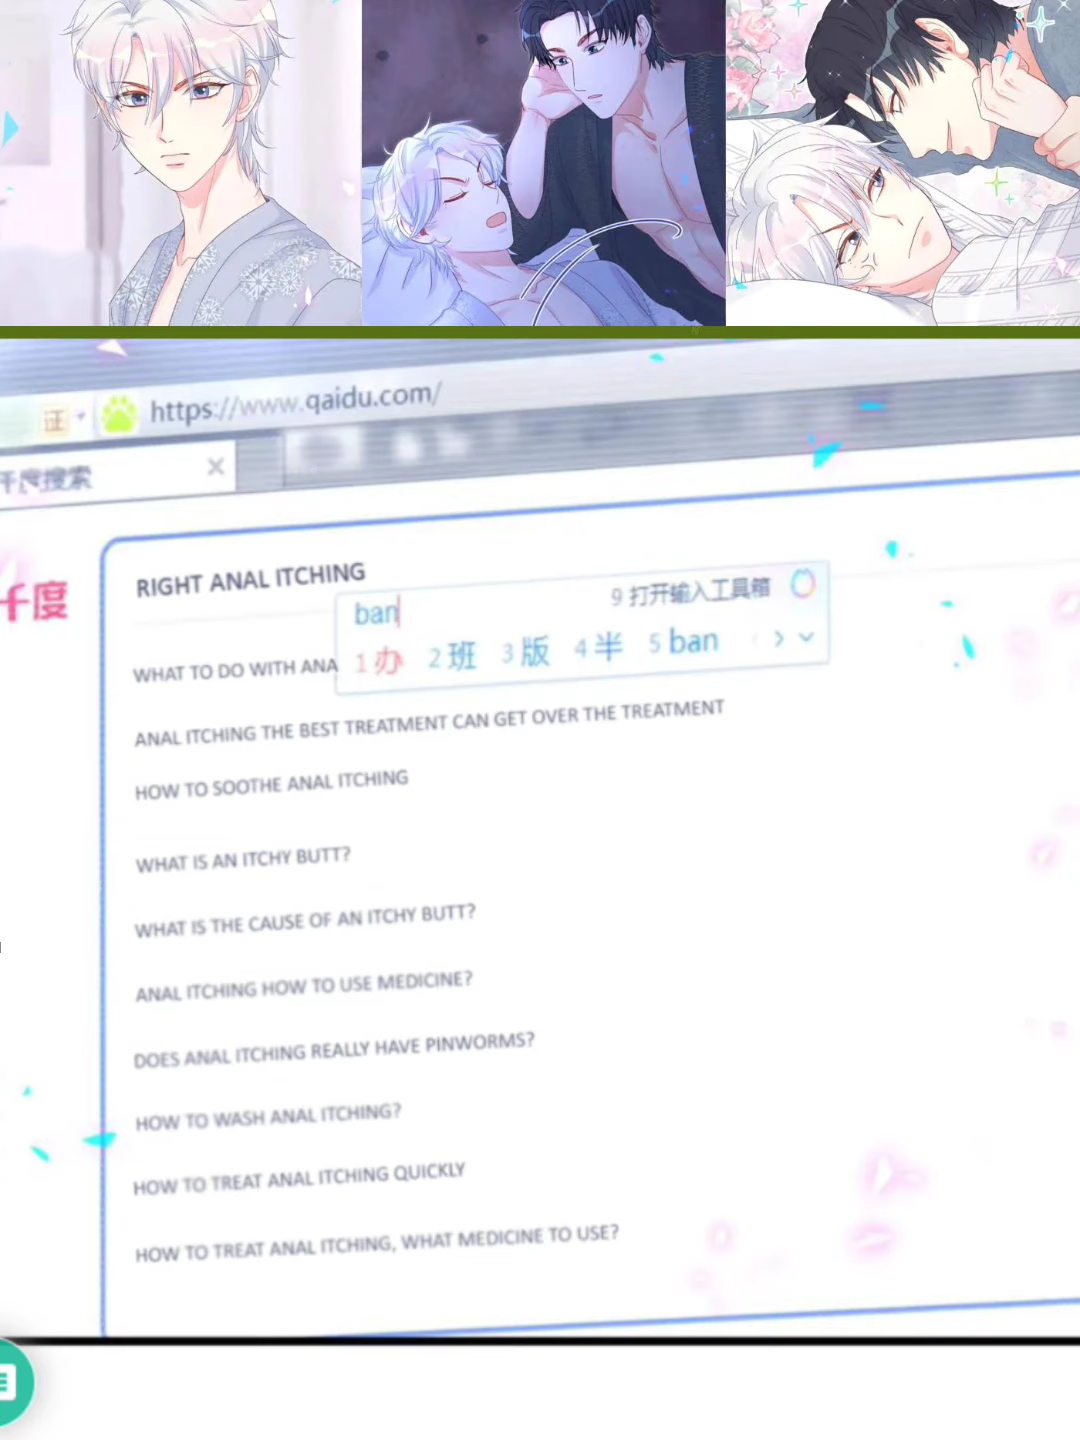 证 https://www.qaidu.com/
千度搜索 ×
千度
RIGHT ANAL ITCHING
ban
9 打开输入工具箱
1 办 2 班 3 版 4 半 5 ban
WHAT TO DO WITH ANA
ANAL ITCHING THE BEST TREATMENT CAN GET OVER THE TREATMENT
HOW TO SOOTHE ANAL ITCHING
WHAT IS AN ITCHY BUTT?
WHAT IS THE CAUSE OF AN ITCHY BUTT?
ANAL ITCHING HOW TO USE MEDICINE?
DOES ANAL ITCHING REALLY HAVE PINWORMS?
HOW TO WASH ANAL ITCHING?
HOW TO TREAT ANAL ITCHING QUICKLY
HOW TO TREAT ANAL ITCHING, WHAT MEDICINE TO USE?